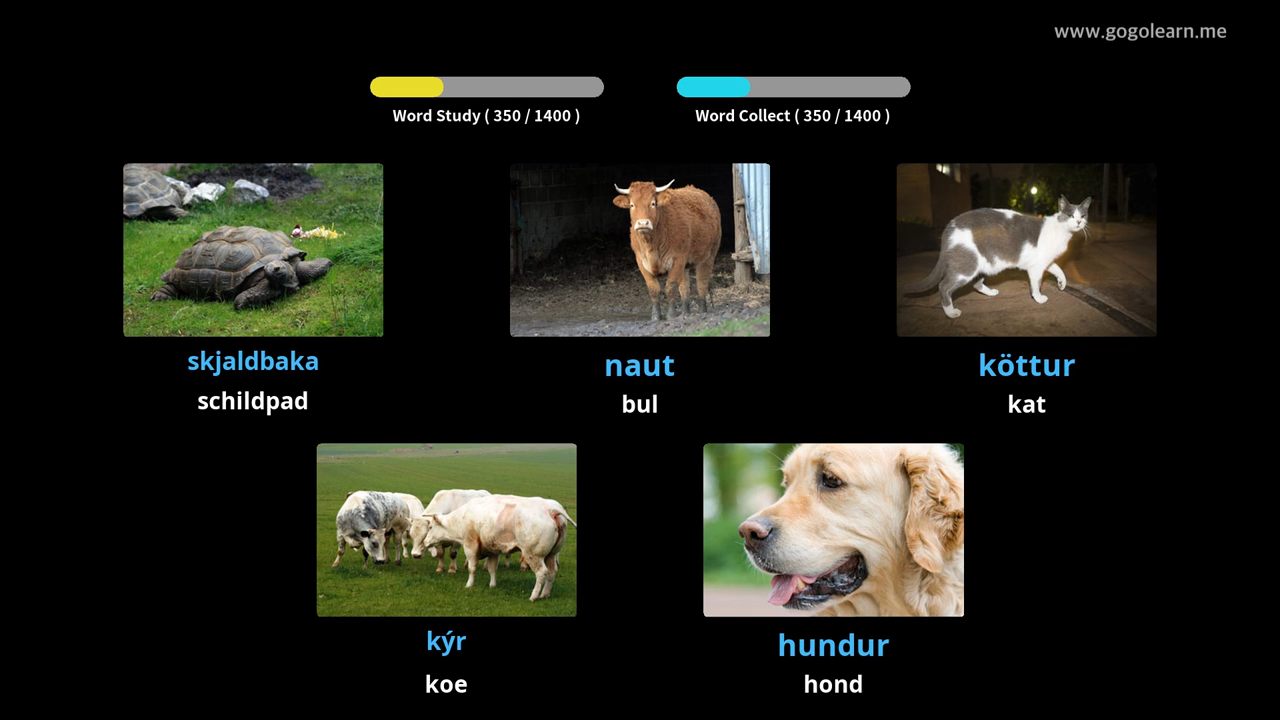 www.gogolearn.me
Word Study ( 350 / 1400 )
Word Collect ( 350 / 1400 )
skjaldbaka
schildpad
naut
bul
köttur
kat
kýr
koe
hundur
hond